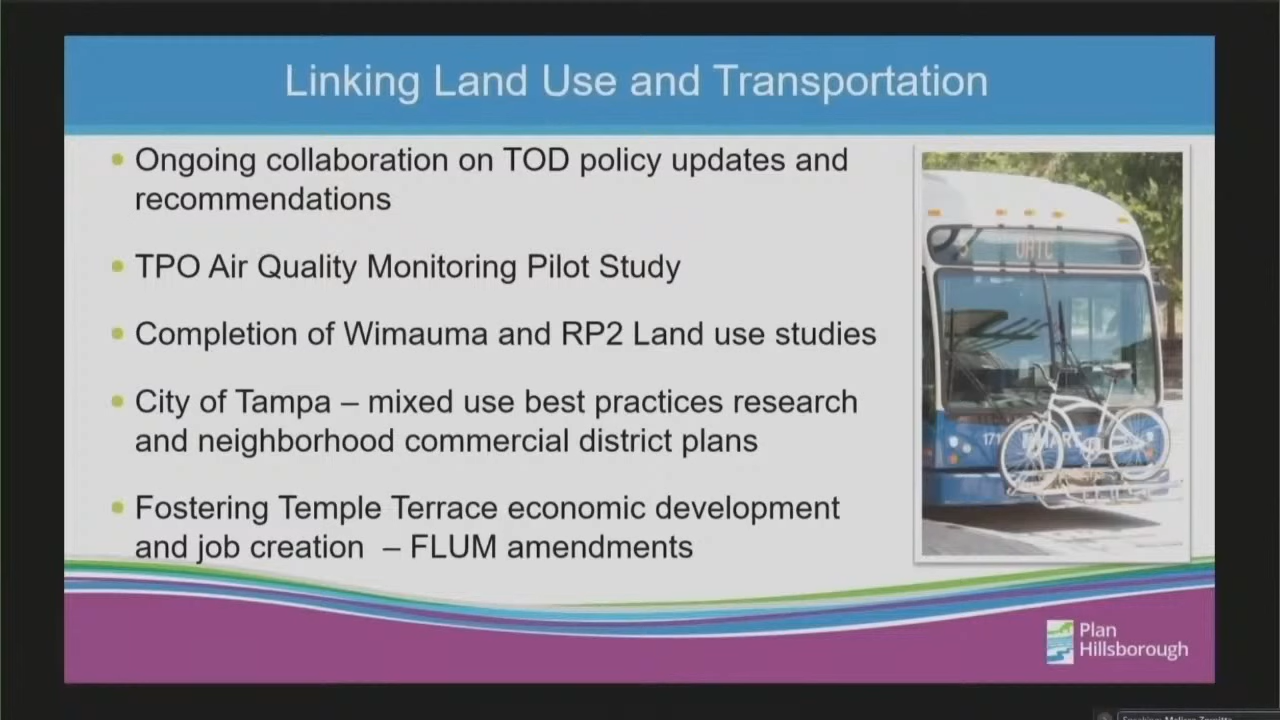 Linking Land Use and Transportation
• Ongoing collaboration on TOD policy updates and
recommendations
• TPO Air Quality Monitoring Pilot Study
• Completion of Wimauma and RP2 Land use studies
• City of Tampa – mixed use best practices research
and neighborhood commercial district plans
• Fostering Temple Terrace economic development
and job creation – FLUM amendments
Plan
Hillsborough